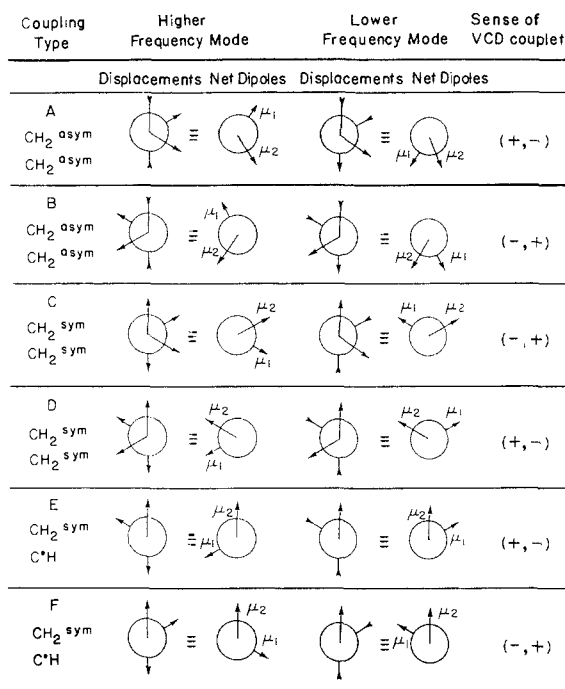 Coupling Type Higher Frequency Mode Lower Frequency Mode Sense of VCD couplet
Displacements Net Dipoles Displacements Net Dipoles
A
CH2 asym
CH2 asym
≡ μ1 μ2 ≡ μ1 μ2 (+,-)
B
CH2 asym
CH2 asym
≡ μ1 μ2 ≡ μ2 μ1 (-,+)
C
CH2 sym
CH2 sym
≡ μ2 μ1 ≡ μ1 μ2 (-,+)
D
CH2 sym
CH2 sym
≡ μ2 μ1 ≡ μ2 μ1 (+,-)
E
CH2 sym
C*H
≡ μ2 μ1 ≡ μ2 μ1 (+,-)
F
CH2 sym
C*H
≡ μ2 μ1 ≡ μ1 μ2 (-,+)